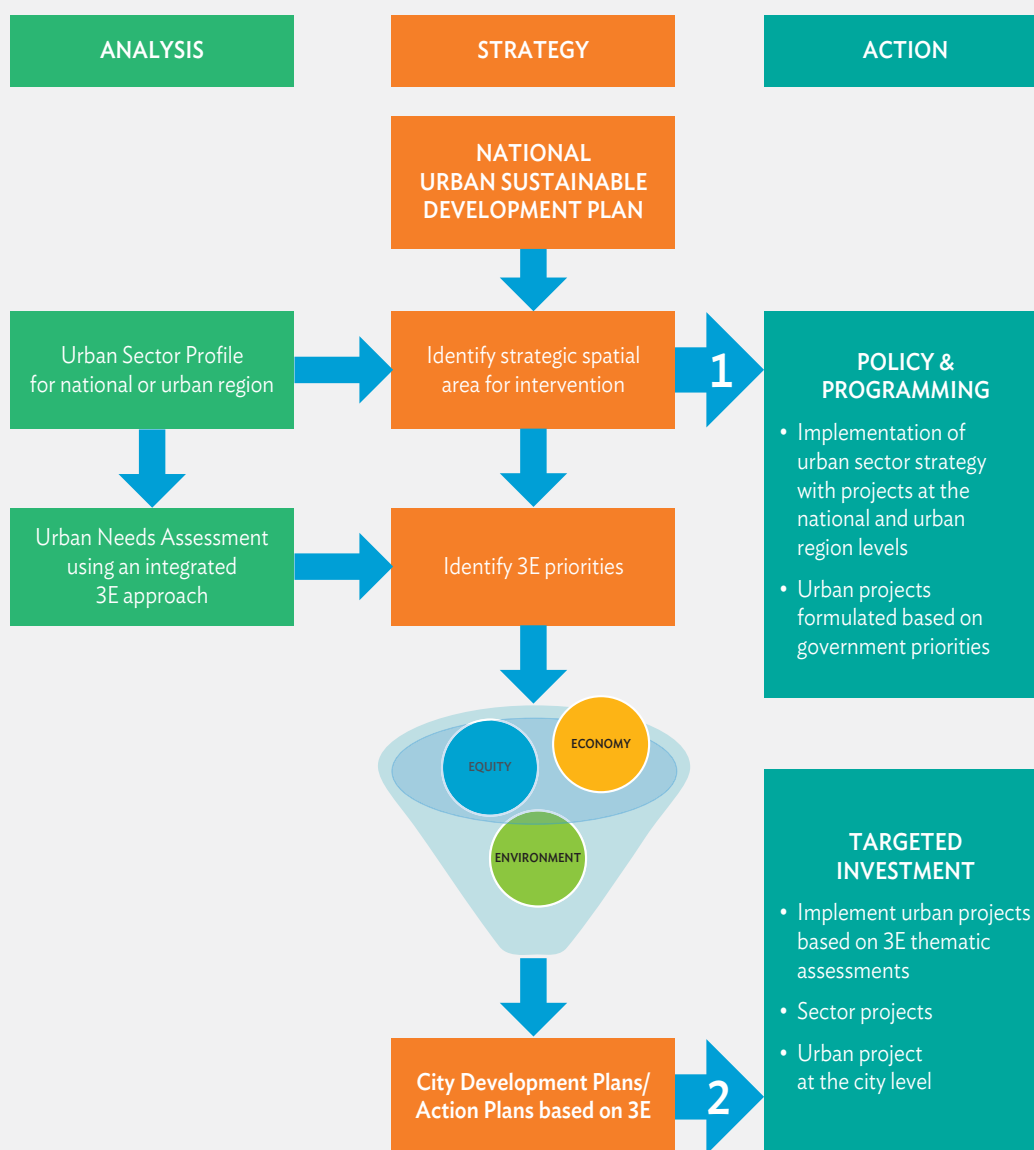 ANALYSIS
STRATEGY
ACTION
NATIONAL
URBAN SUSTAINABLE
DEVELOPMENT PLAN
Urban Sector Profile
for national or urban region
Identify strategic spatial
area for intervention
1
POLICY &
PROGRAMMING
• Implementation of
urban sector strategy
with projects at the
national and urban
region levels
• Urban projects
formulated based on
government priorities
Urban Needs Assessment
using an integrated
3E approach
Identify 3E priorities
EQUITY
ECONOMY
ENVIRONMENT
City Development Plans/
Action Plans based on 3E
2
TARGETED
INVESTMENT
• Implement urban projects
based on 3E thematic
assessments
• Sector projects
• Urban project
at the city level